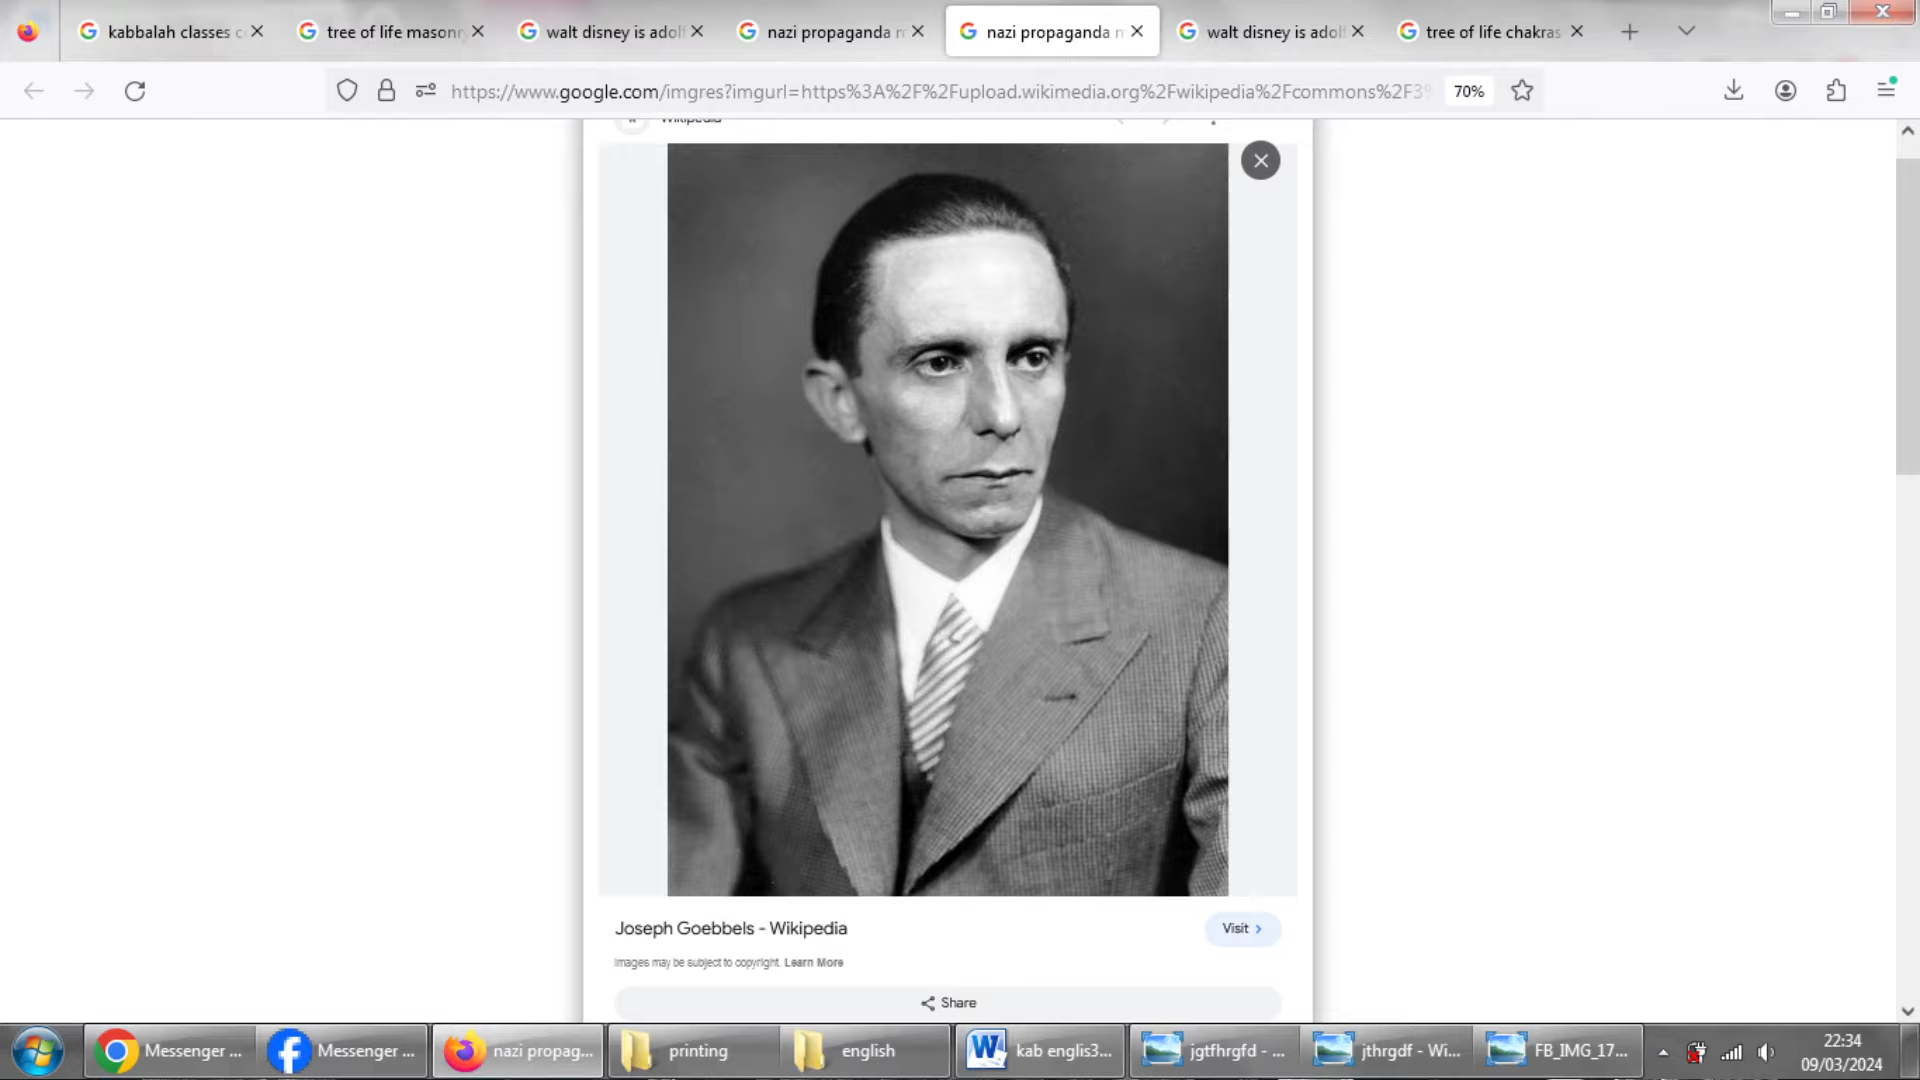 kabbalah classes c
tree of life masonr
walt disney is adol
nazi propaganda m
nazi propaganda m
walt disney is adol
tree of life chakras
https://www.google.com/imgres?imgurl=https%3A%2F%2Fupload.wikimedia.org%2Fwikipedia%2Fcommons%2F3
70%
Wikipedia
Joseph Goebbels - Wikipedia
Visit
Images may be subject to copyright. Learn More
Share
Messenger ...
Messenger ...
nazi propag...
printing
english
kab englis3...
jgtfhrgfd - ...
jthrgdf - Wi...
FB_IMG_17...
22:34
09/03/2024